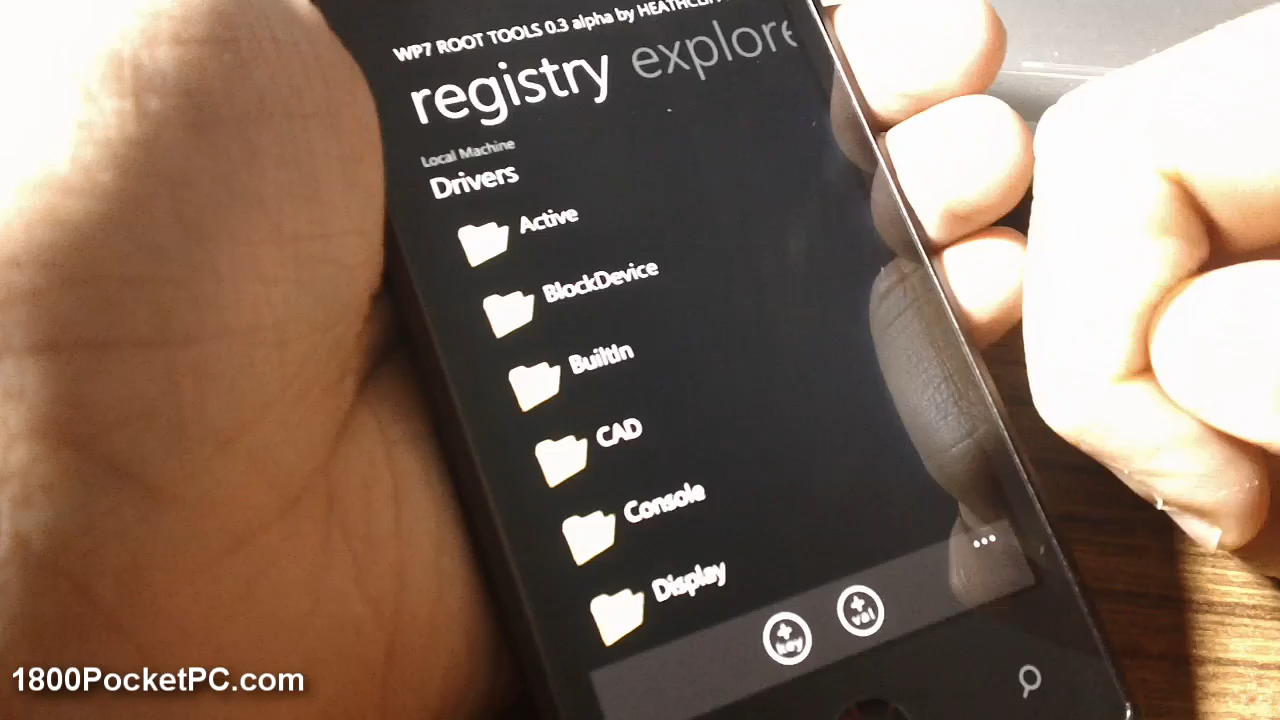 WP7 ROOT TOOLS 0.3 alpha by
registry explore
Local Machine
Drivers
Active
BlockDevice
BuiltIn
CAD
Console
Display
...
+ key
+ val
1800PocketPC.com